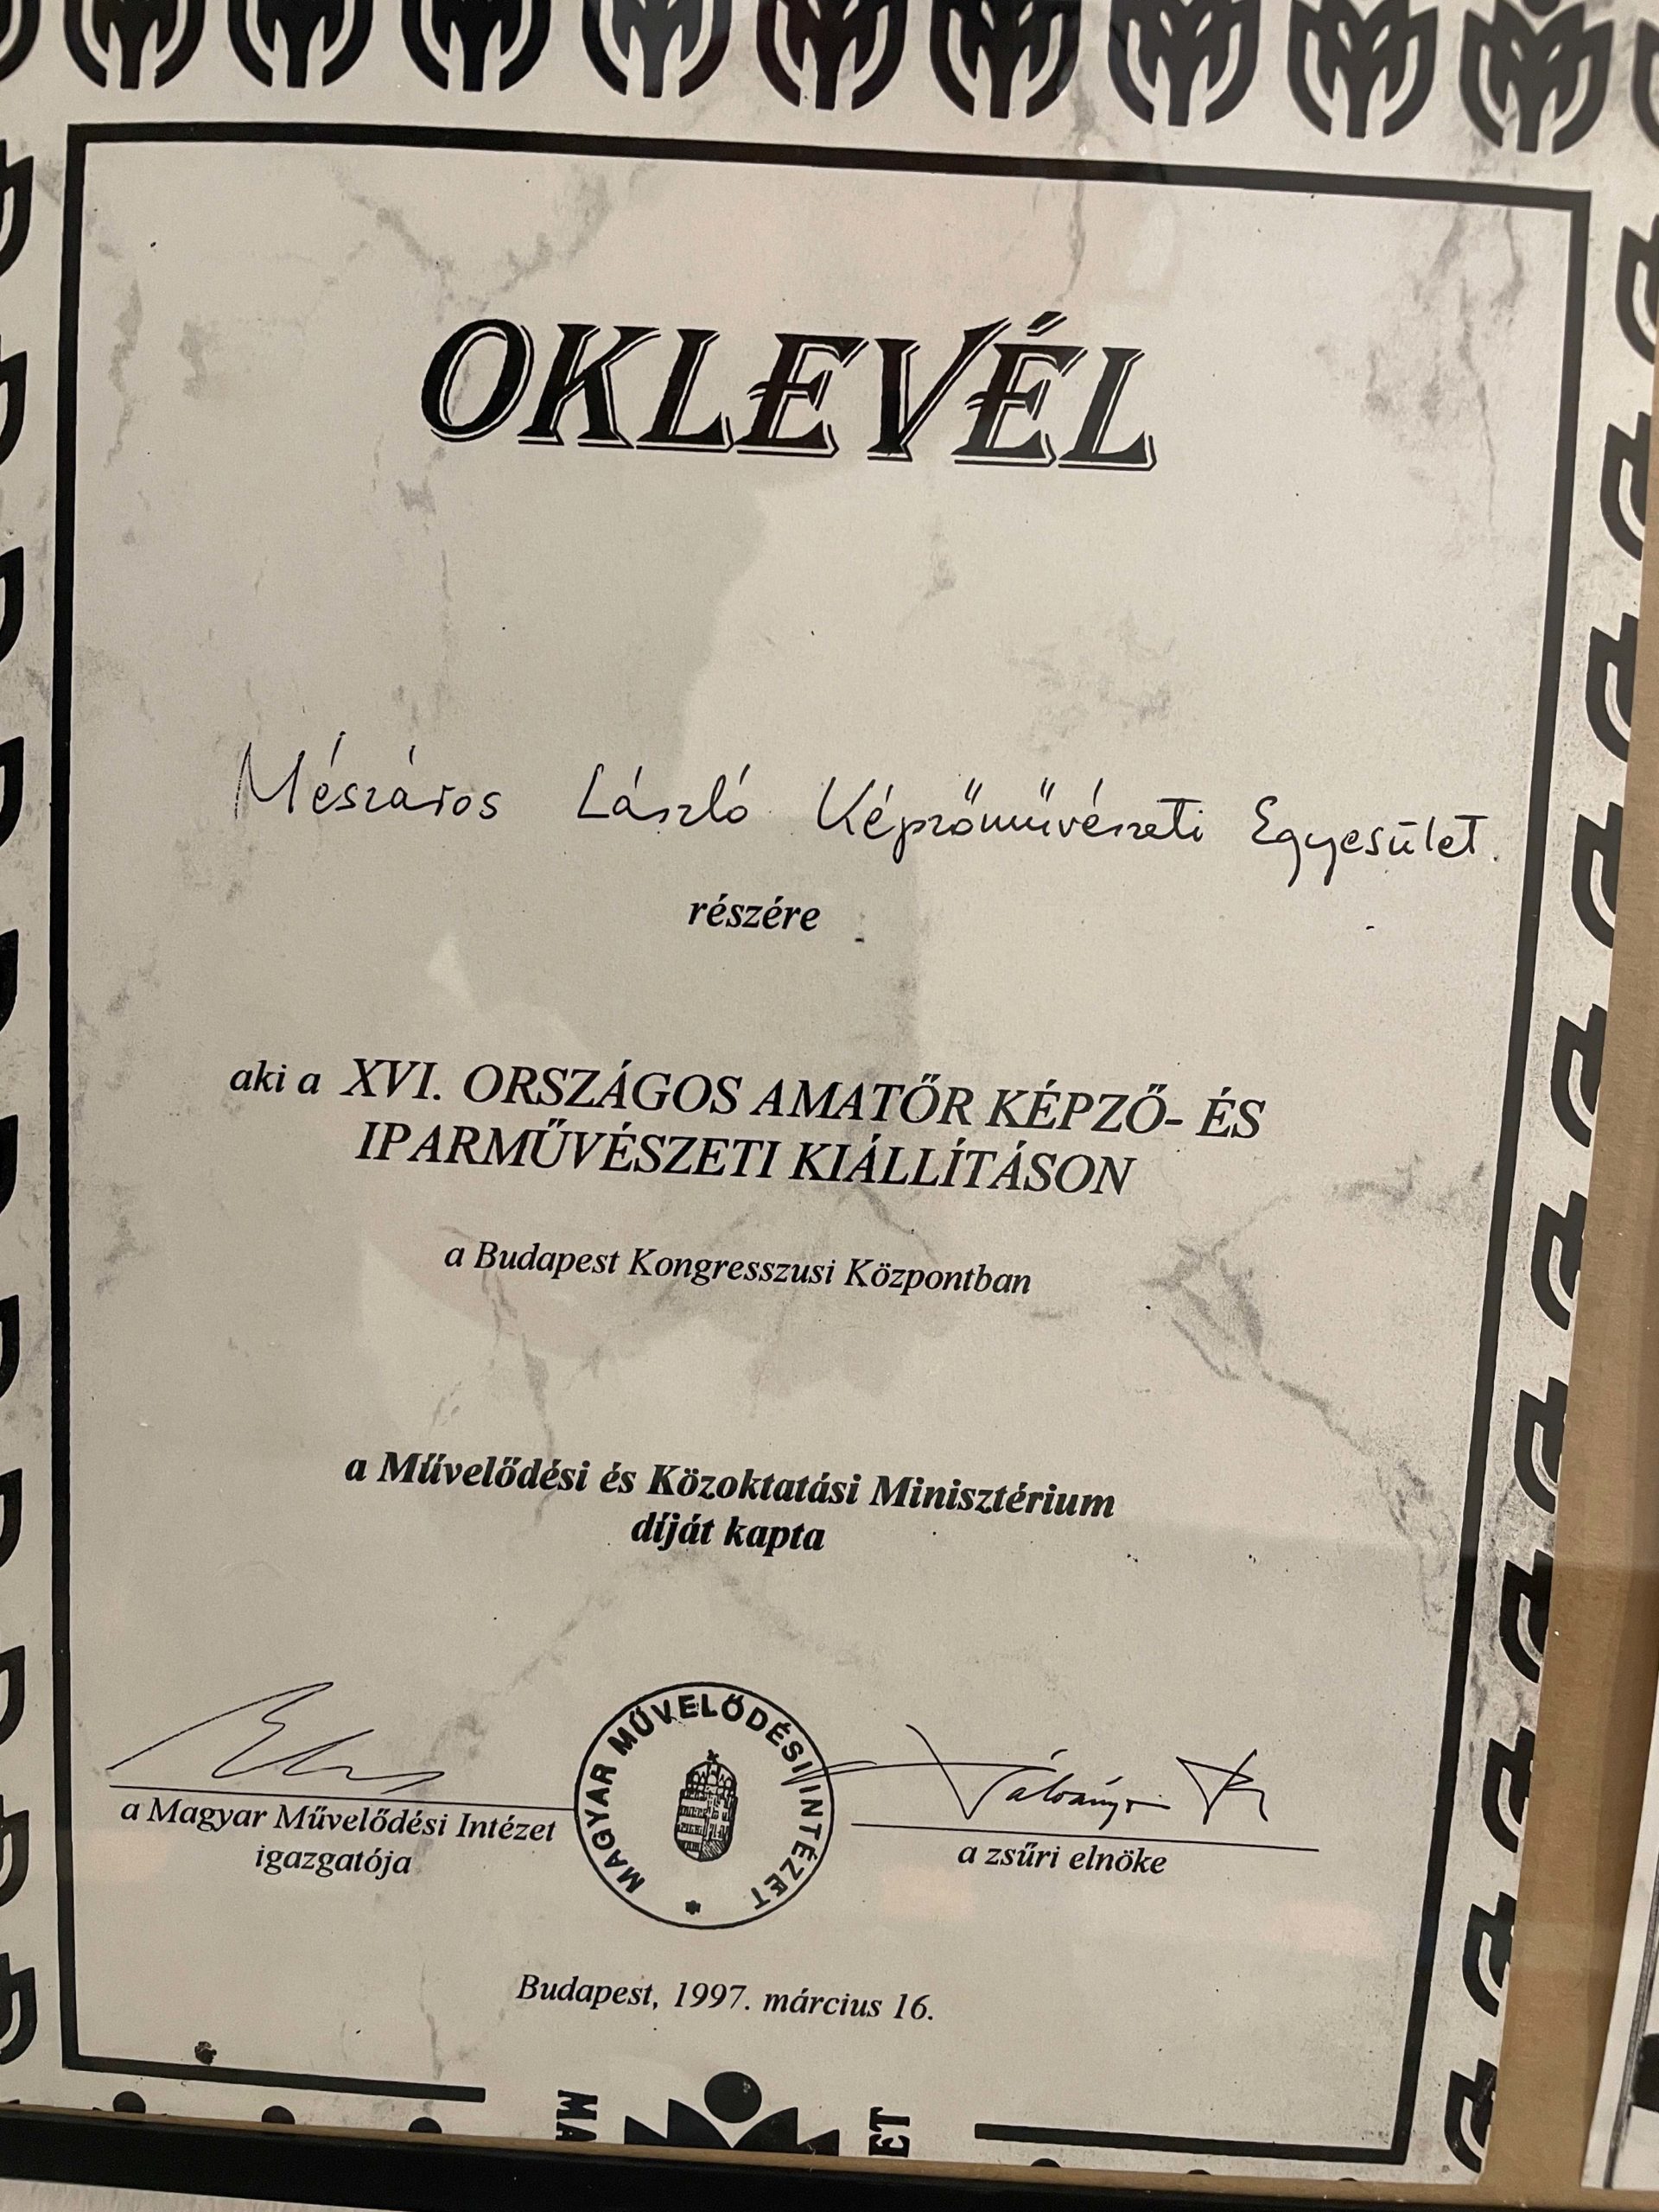 OKLEVÉL
Mészáros László Képzőművészeti Egyesület.
részére
aki a XVI. ORSZÁGOS AMATŐR KÉPZŐ- ÉS
IPARMŰVÉSZETI KIÁLLÍTÁSON
a Budapest Kongresszusi Központban
a Művelődési és Közoktatási Minisztérium
díját kapta
MAGYAR MŰVELŐDÉSI INTÉZET
a Magyar Művelődési Intézet
igazgatója
a zsűri elnöke
Budapest, 1997. március 16.